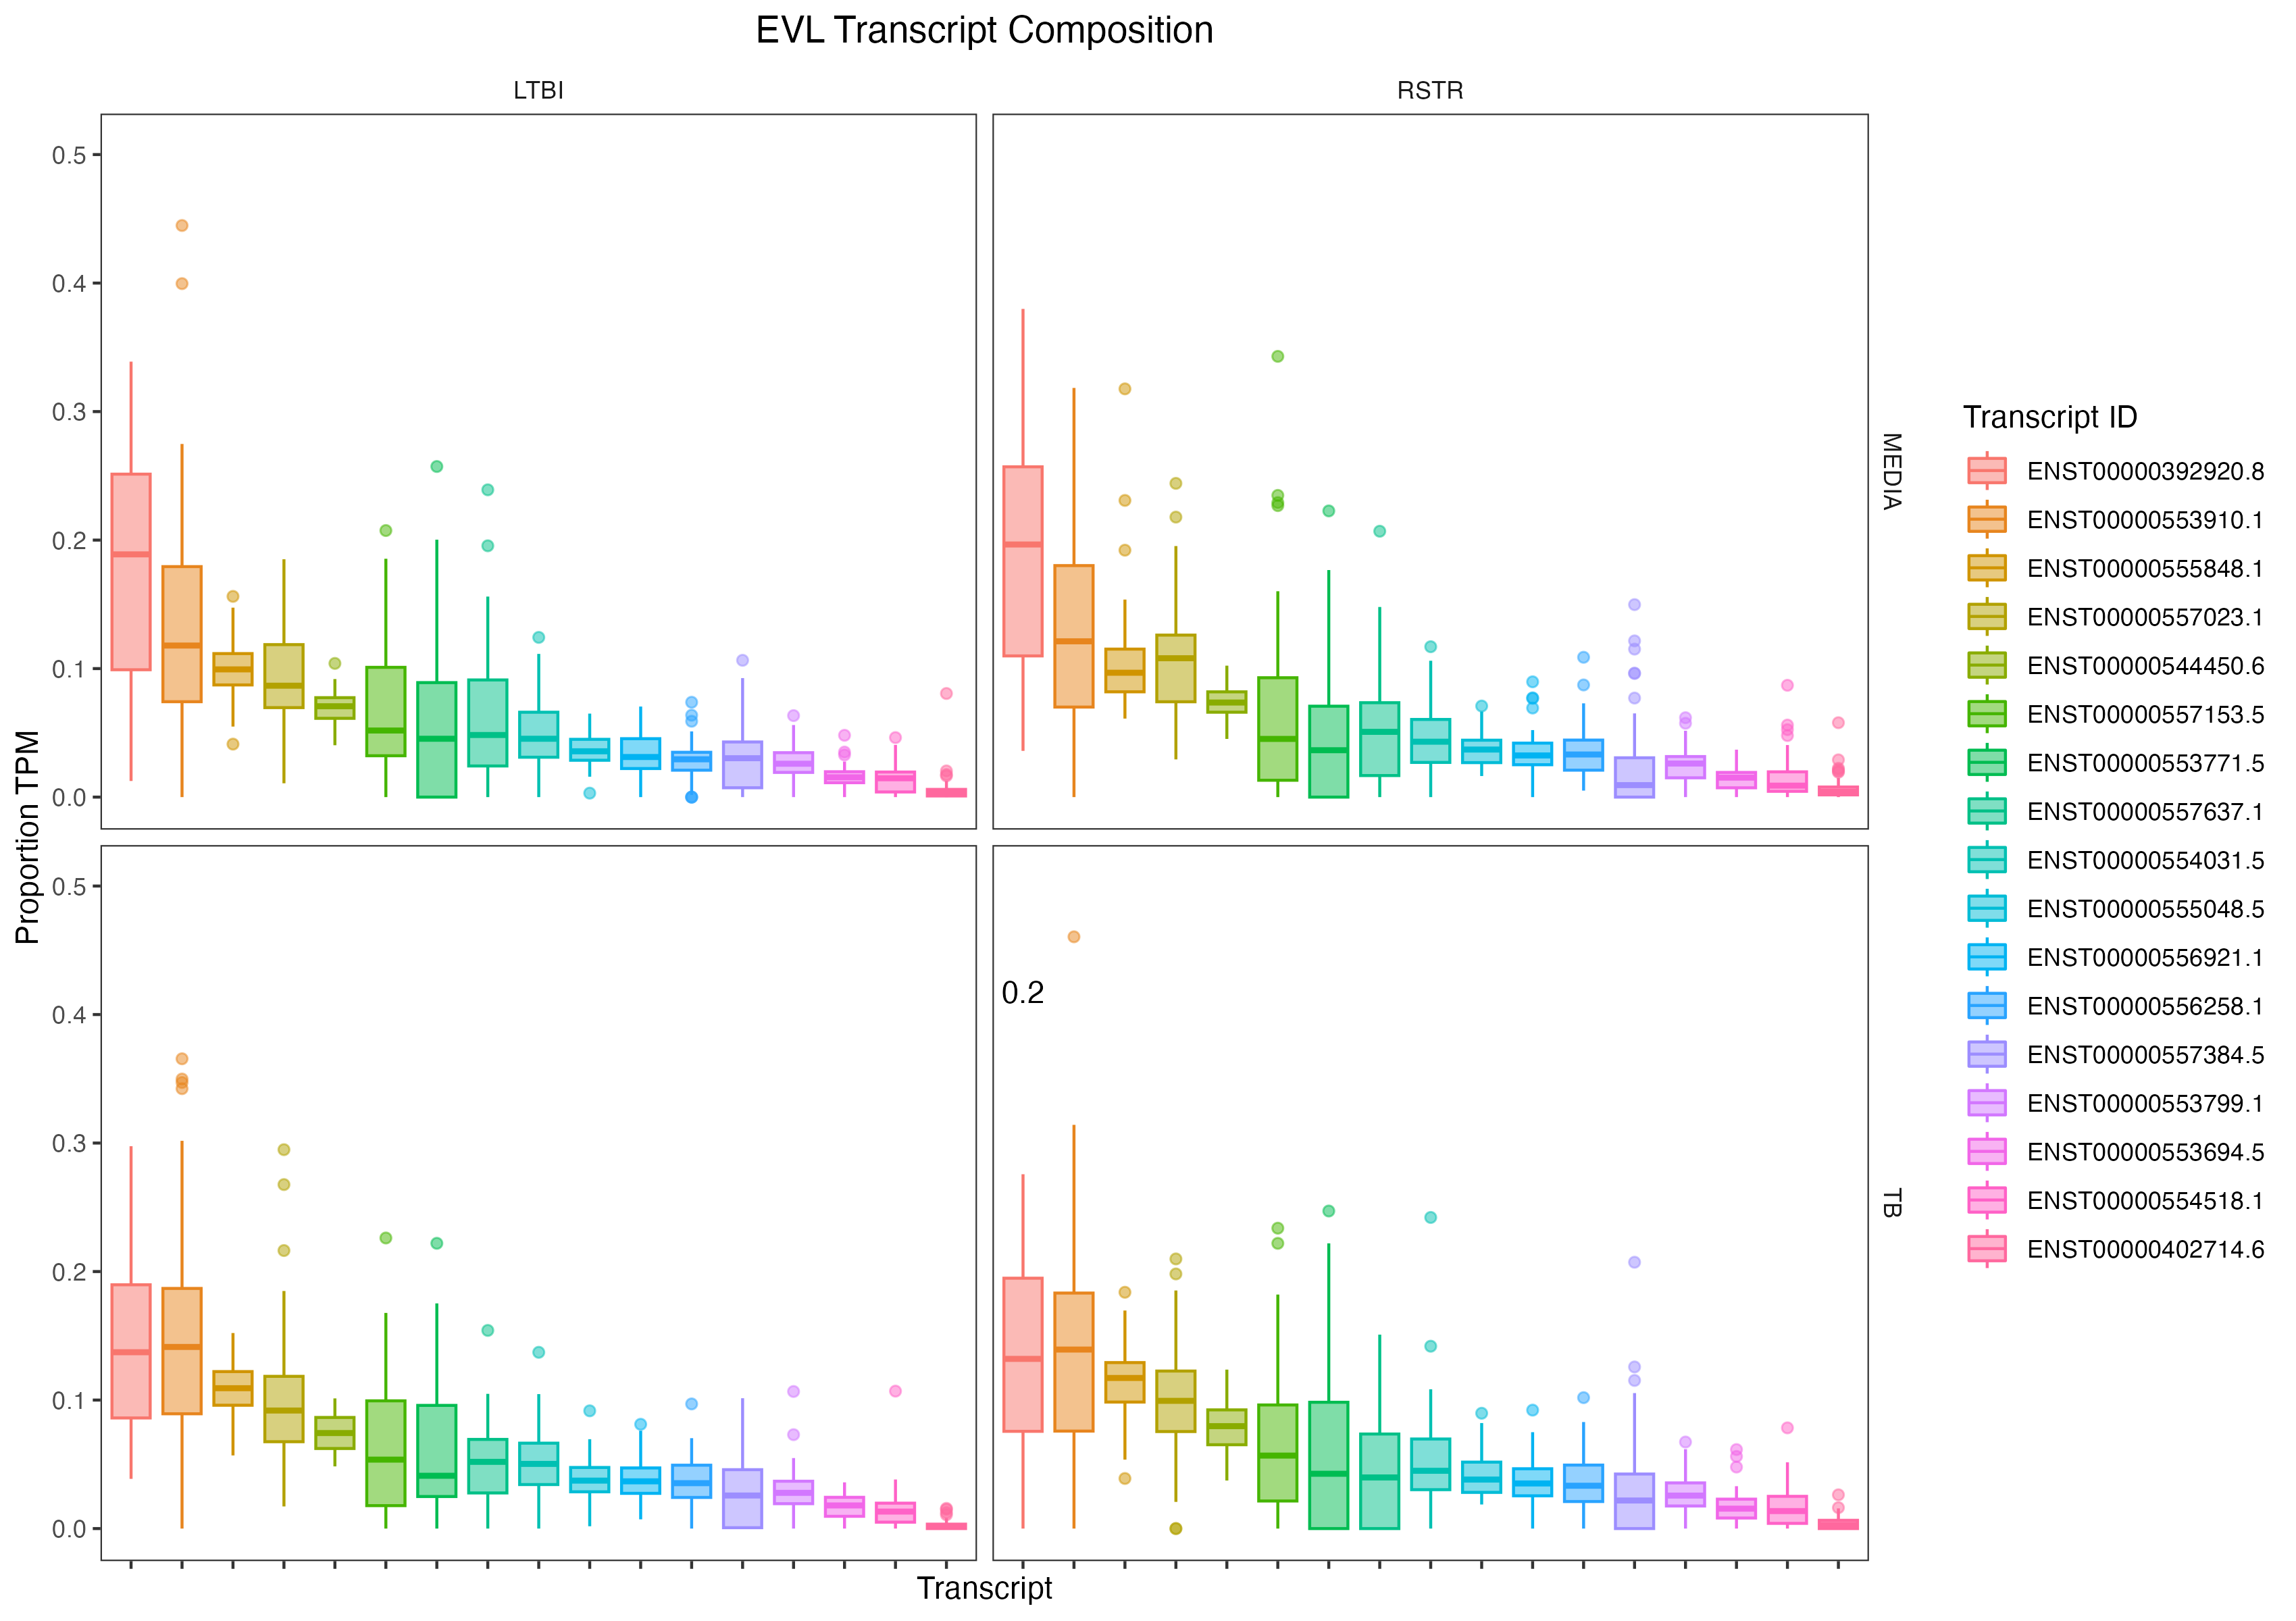 EVL Transcript Composition
LTBI
RSTR
0.5
0.4
0.3
0.2
0.1
0.0
MEDIA
0.5
0.4
0.3
0.2
0.1
0.0
0.2
TB
Proportion TPM
Transcript
Transcript ID
ENST00000392920.8
ENST00000553910.1
ENST00000555848.1
ENST00000557023.1
ENST00000544450.6
ENST00000557153.5
ENST00000553771.5
ENST00000557637.1
ENST00000554031.5
ENST00000555048.5
ENST00000556921.1
ENST00000556258.1
ENST00000557384.5
ENST00000553799.1
ENST00000553694.5
ENST00000554518.1
ENST00000402714.6